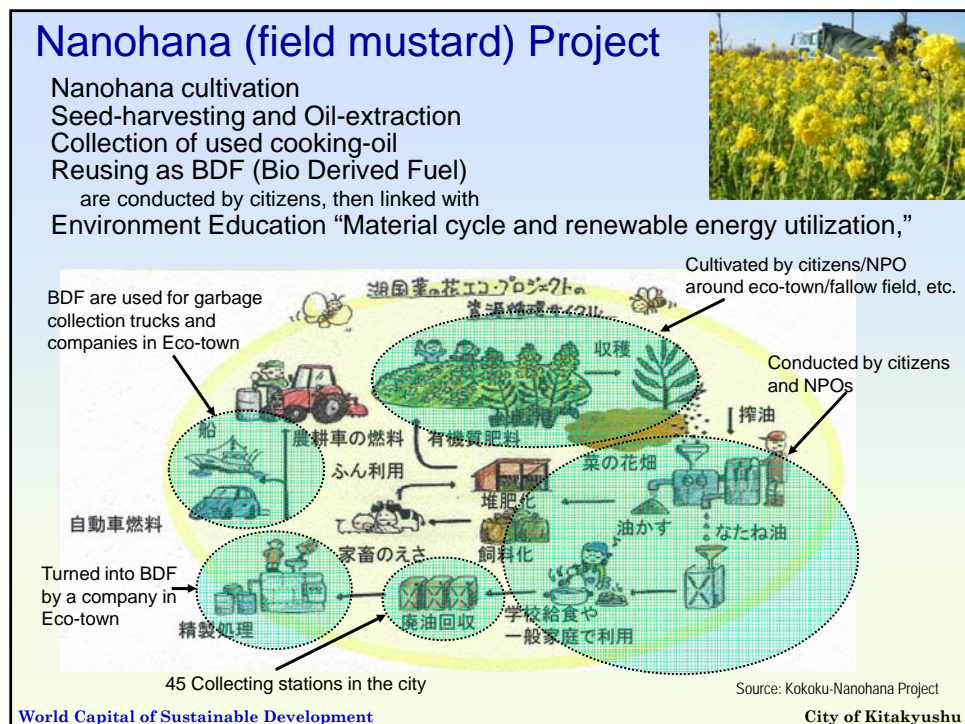 Nanohana (field mustard) Project
Nanohana cultivation
Seed-harvesting and Oil-extraction
Collection of used cooking-oil
Reusing as BDF (Bio Derived Fuel)
are conducted by citizens, then linked with
Environment Education “Material cycle and renewable energy utilization,”
Cultivated by citizens/NPO
around eco-town/fallow field, etc.
BDF are used for garbage
collection trucks and
companies in Eco-town
湖国菜の花エコ・プロジェクトの
資源循環サイクル
Conducted by citizens
and NPOs
収穫
搾油
船
農耕車の燃料
有機質肥料
菜の花畑
ふん利用
堆肥化
油かす
なたね油
自動車燃料
家畜のえさ
飼料化
Turned into BDF
by a company in
Eco-town
精製処理
廃油回収
学校給食や
一般家庭で利用
45 Collecting stations in the city
Source: Kokoku-Nanohana Project
World Capital of Sustainable Development
City of Kitakyushu